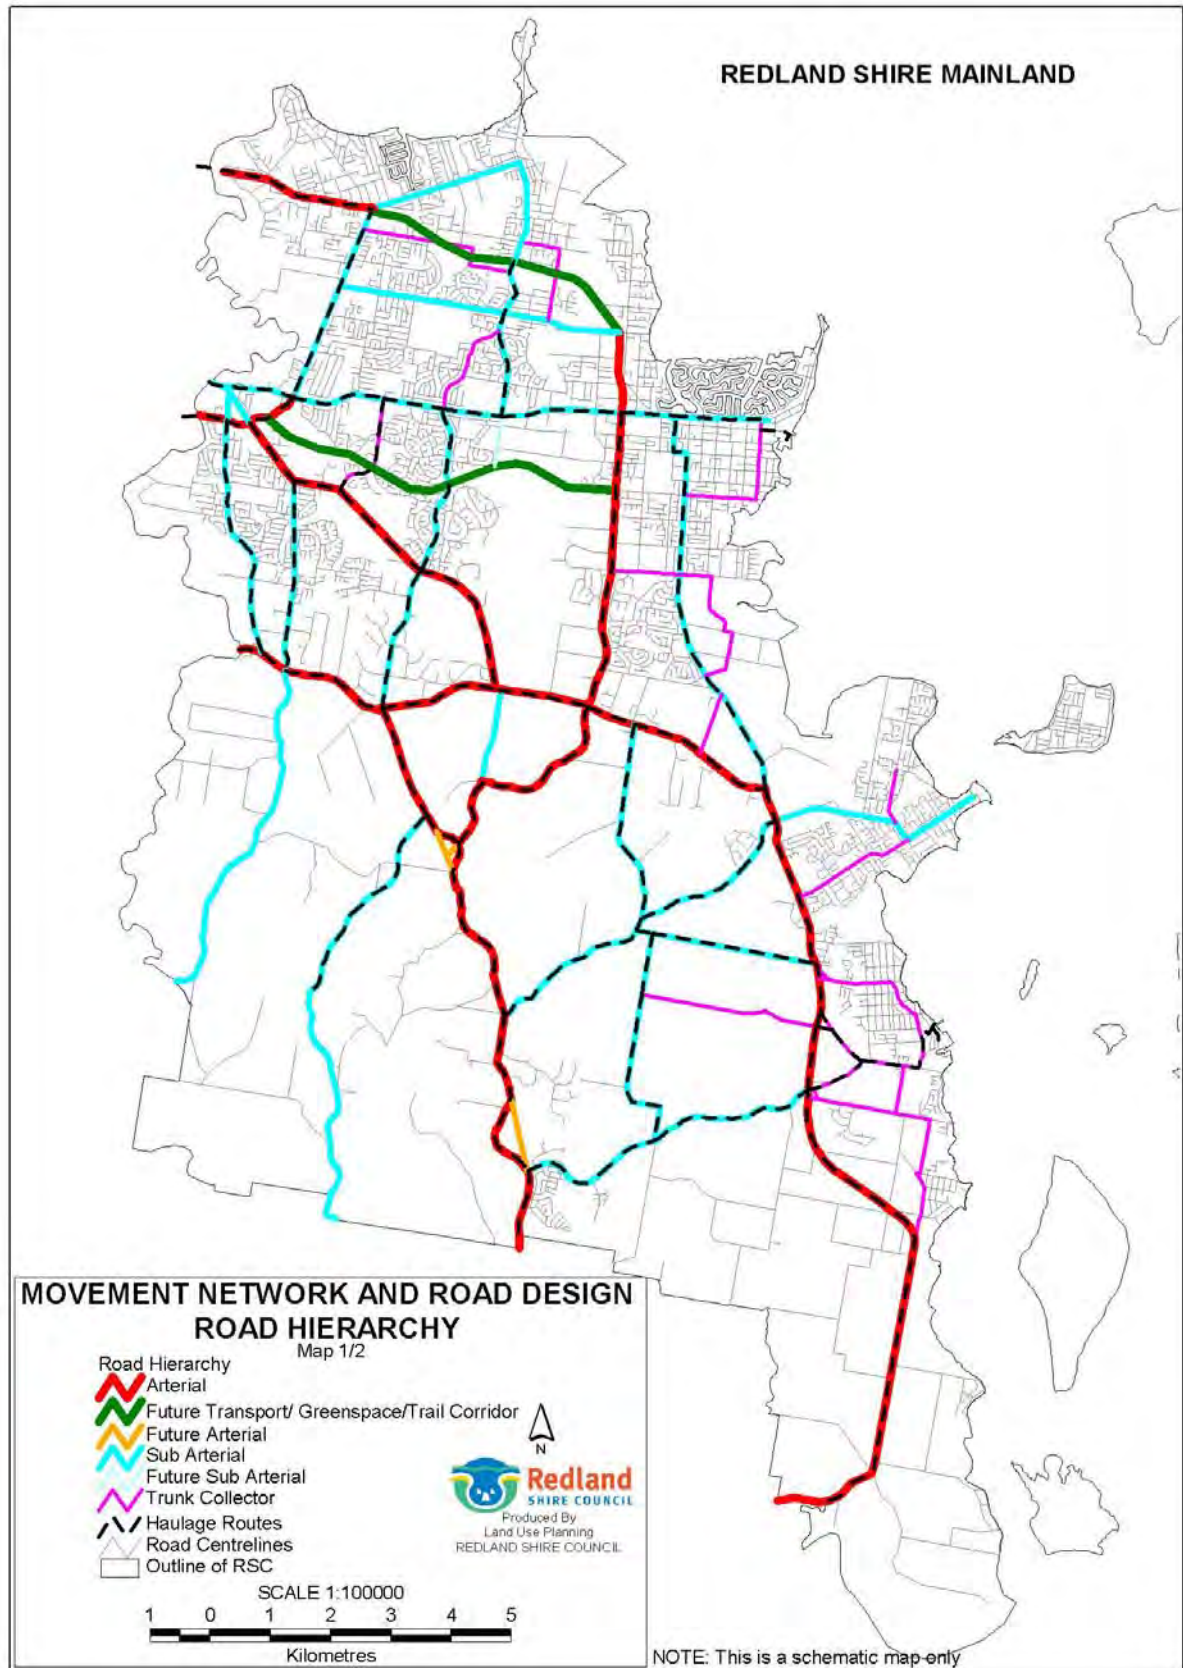 REDLAND SHIRE MAINLAND
MOVEMENT NETWORK AND ROAD DESIGN
ROAD HIERARCHY
Map 1/2
Road Hierarchy
Arterial
Future Transport/ Greenspace/Trail Corridor
Future Arterial
Sub Arterial
Future Sub Arterial
Trunk Collector
Haulage Routes
Road Centrelines
Outline of RSC
N
Redland
SHIRE COUNCIL
Produced By
Land Use Planning
REDLAND SHIRE COUNCIL
SCALE 1:100000
1 0 1 2 3 4 5
Kilometres
NOTE: This is a schematic map only